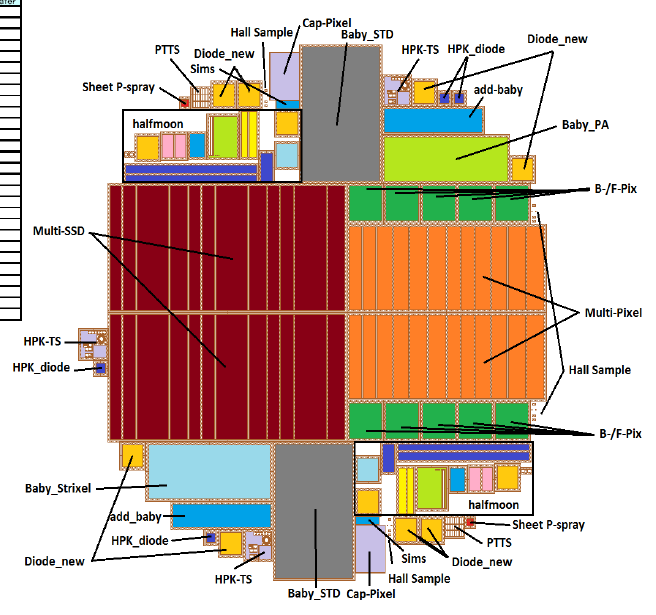 Hall Sample
Cap-Pixel
Baby_STD
PTTS
Diode_new
Sims
Sheet P-spray
HPK-TS
HPK_diode
Diode_new
add-baby
halfmoon
Baby_PA
B-/F-Pix
Multi-SSD
Multi-Pixel
HPK-TS
HPK_diode
Hall Sample
B-/F-Pix
Baby_Strixel
add_baby
HPK_diode
Diode_new
HPK-TS
Baby_STD
Cap-Pixel
halfmoon
Sheet P-spray
PTTS
Sims
Diode_new
Hall Sample